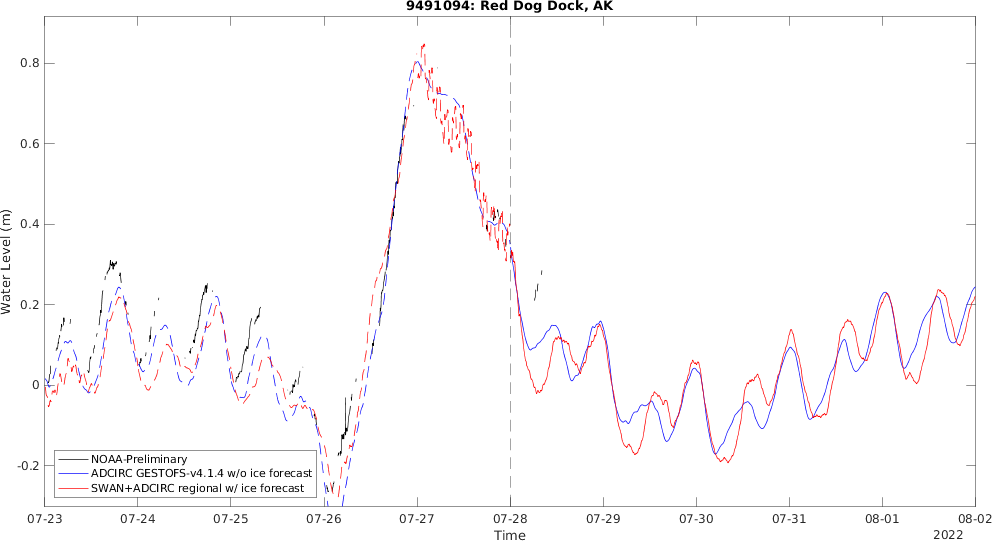 9491094: Red Dog Dock, AK
Water Level (m)
0.8
0.6
0.4
0.2
0
-0.2
NOAA-Preliminary
ADCIRC GESTOFS-v4.1.4 w/o ice forecast
SWAN+ADCIRC regional w/ ice forecast
07-23 07-24 07-25 07-26 07-27 07-28 07-29 07-30 07-31 08-01 08-02
Time
2022